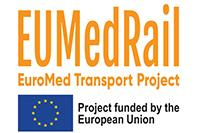 EUMedRail
EuroMed Transport Project
Project funded by the
European Union